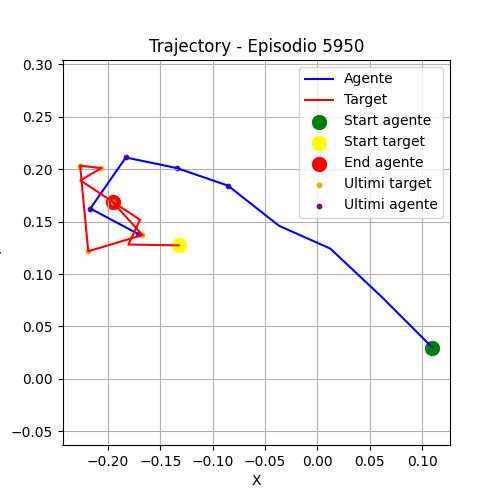 Trajectory - Episodio 5950
0.30
0.25
0.20
0.15
0.10
0.05
0.00
−0.05
Agente
Target
Start agente
Start target
End agente
Ultimi target
Ultimi agente
−0.20
−0.15
−0.10
−0.05
0.00
0.05
0.10
X